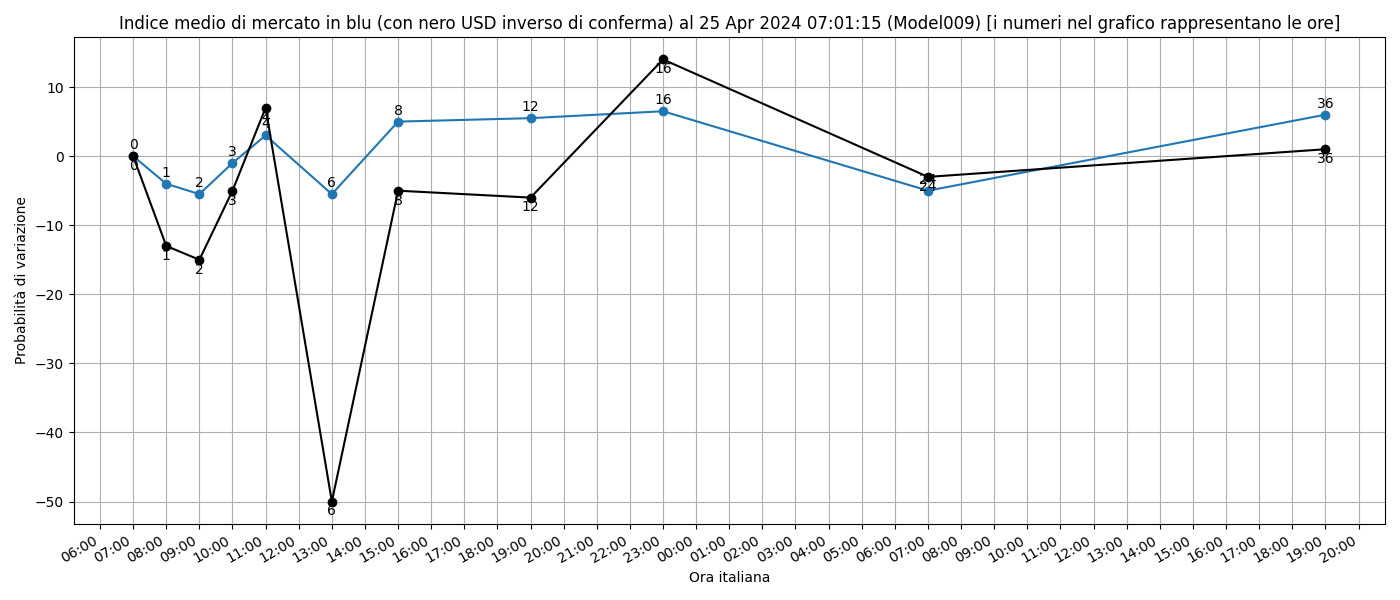 Indice medio di mercato in blu (con nero USD inverso di conferma) al 25 Apr 2024 07:01:15 (Model009) [i numeri nel grafico rappresentano le ore]
Probabilità di variazione
10
0
−10
−20
−30
−40
−50
0 1 2 3 4 6 8 12 16 24 36
0 1 2 3 4 6 8 12 16 24 36
06:00 07:00 08:00 09:00 10:00 11:00 12:00 13:00 14:00 15:00 16:00 17:00 18:00 19:00 20:00 21:00 22:00 23:00 00:00 01:00 02:00 03:00 04:00 05:00 06:00 07:00 08:00 09:00 10:00 11:00 12:00 13:00 14:00 15:00 16:00 17:00 18:00 19:00 20:00
Ora italiana